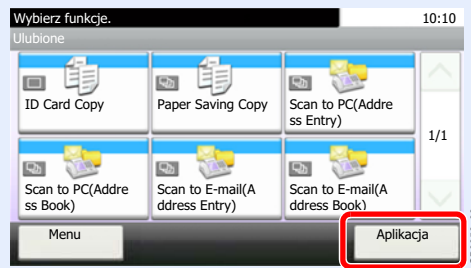 Wybierz funkcje.
10:10
Ulubione
ID Card Copy
Paper Saving Copy
Scan to PC(Addre
ss Entry)
1/1
Scan to PC(Addre
ss Book)
Scan to E-mail(A
ddress Entry)
Scan to E-mail(A
ddress Book)
Menu
Aplikacja